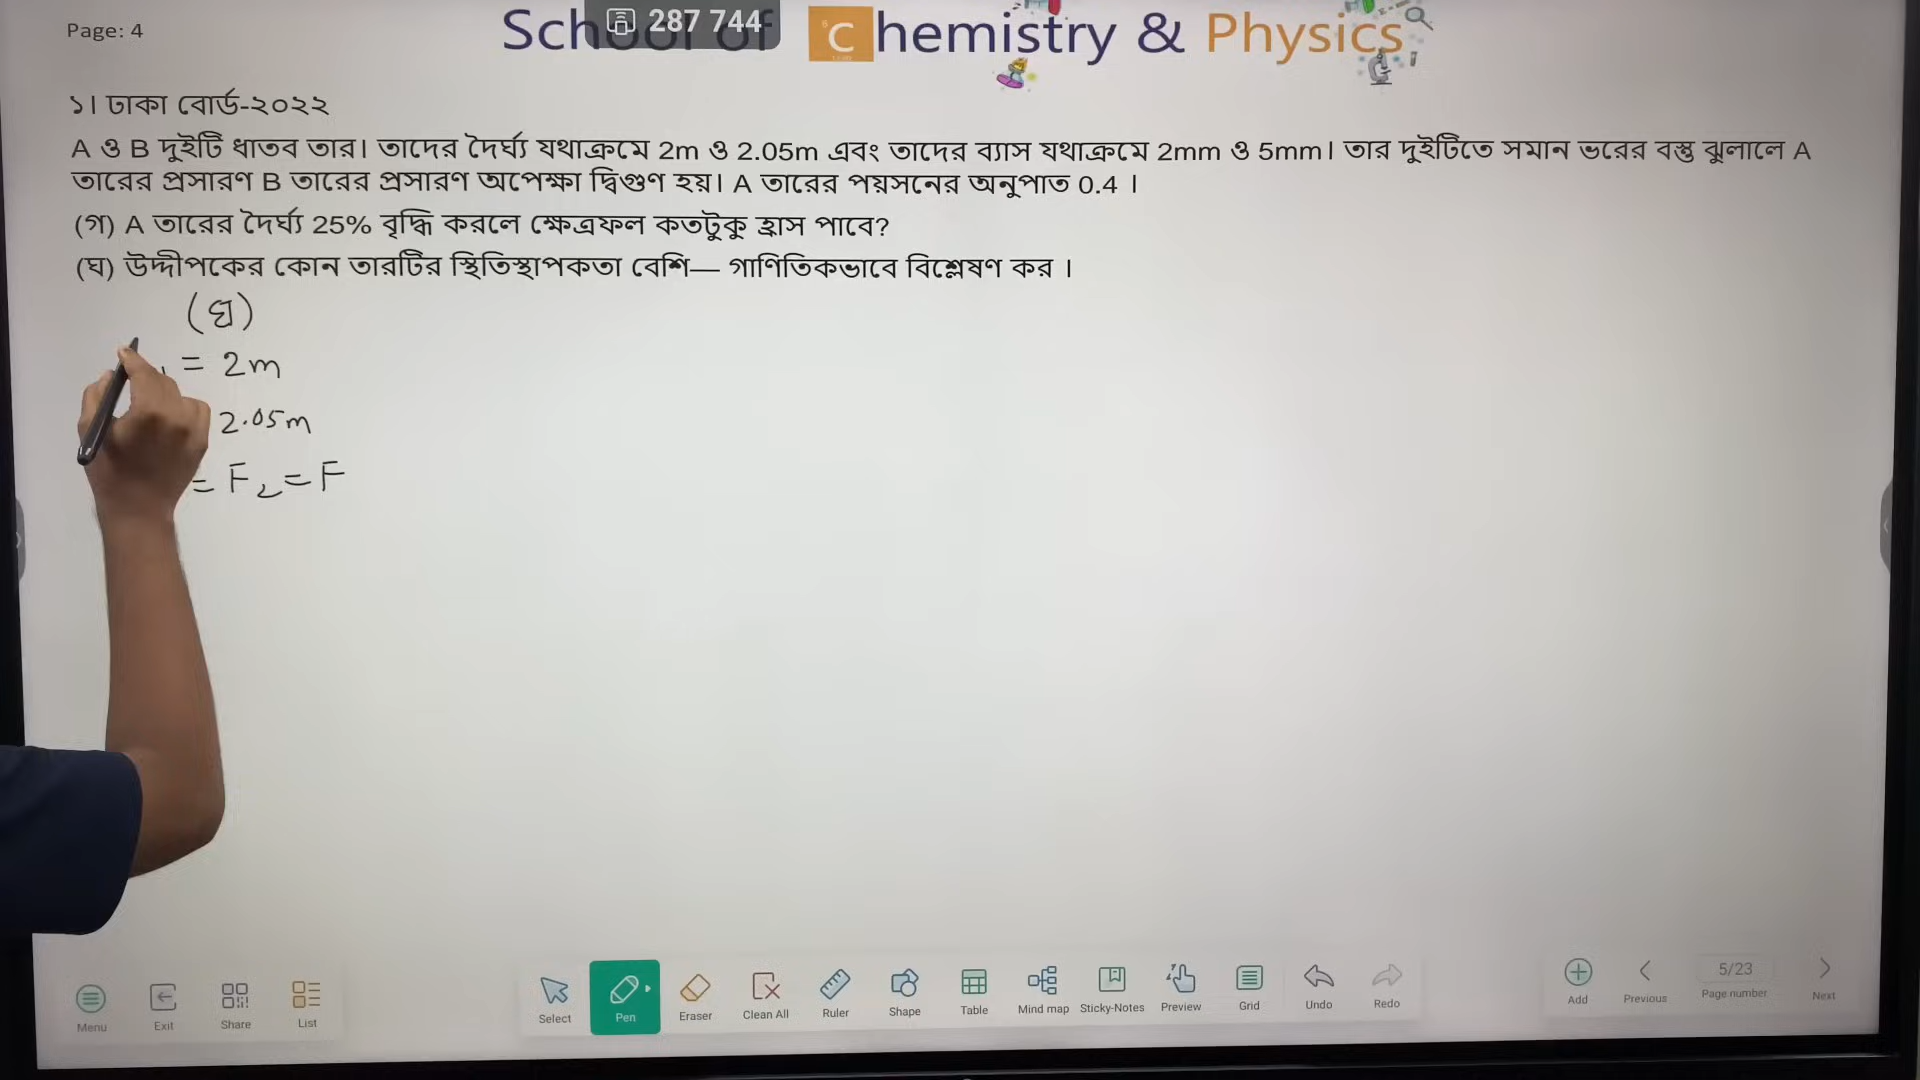 Page: 4
287 744
School of Chemistry & Physics
১। ঢাকা বোর্ড-২০২২
A ও B দুইটি ধাতব তার। তাদের দৈর্ঘ্য যথাক্রমে 2m ও 2.05m এবং তাদের ব্যাস যথাক্রমে 2mm ও 5mm। তার দুইটিতে সমান ভরের বস্তু ঝুলালে A
তারের প্রসারণ B তারের প্রসারণ অপেক্ষা দ্বিগুণ হয়। A তারের পয়সনের অনুপাত 0.4 ।
(গ) A তারের দৈর্ঘ্য 25% বৃদ্ধি করলে ক্ষেত্রফল কতটুকু হ্রাস পাবে?
(ঘ) উদ্দীপকের কোন তারটির স্থিতিস্থাপকতা বেশি— গাণিতিকভাবে বিশ্লেষণ কর ।
(ঘ)
= 2m
2.05m
= F₂ = F
Menu Exit Share List Select Pen Eraser Clean All Ruler Shape Table Mind map Sticky-Notes Preview Grid Undo Redo Add Previous 5/23 Page number Next